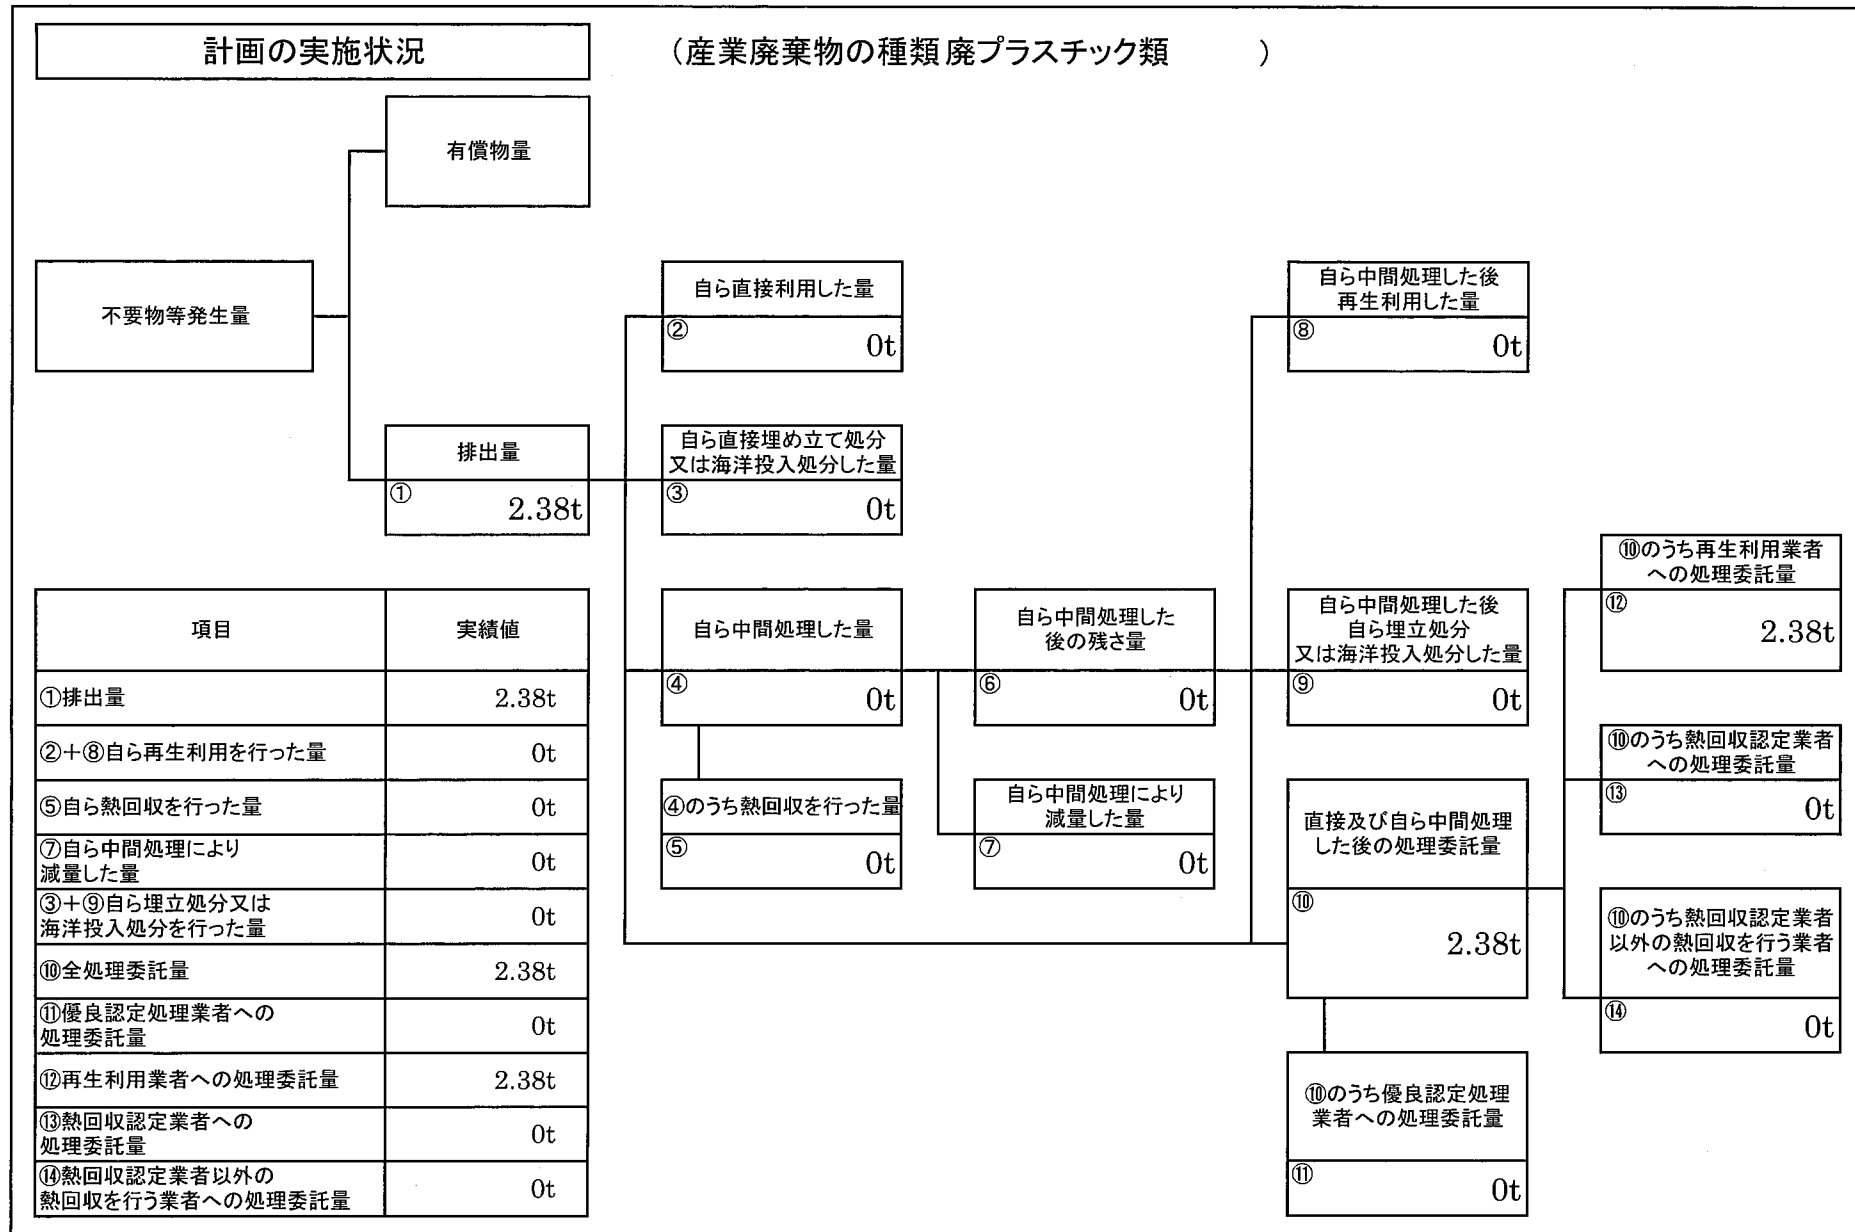 計画の実施状況
（産業廃棄物の種類 廃プラスチック類 ）
有償物量
不要物等発生量
排出量
①
2.38t
自ら直接利用した量
②
0t
自ら直接埋め立て処分
又は海洋投入処分した量
③
0t
自ら中間処理した量
④
0t
④のうち熱回収を行った量
⑤
0t
自ら中間処理した
後の残さ量
⑥
0t
自ら中間処理により
減量した量
⑦
0t
自ら中間処理した後
再生利用した量
⑧
0t
自ら中間処理した後
自ら埋立処分
又は海洋投入処分した量
⑨
0t
直接及び自ら中間処理
した後の処理委託量
⑩
2.38t
⑩のうち優良認定処理
業者への処理委託量
⑪
0t
⑩のうち再生利用業者
への処理委託量
⑫
2.38t
⑩のうち熱回収認定業者
への処理委託量
⑬
0t
⑩のうち熱回収認定業者
以外の熱回収を行う業者
への処理委託量
⑭
0t
項目 実績値
①排出量 2.38t
②＋⑧自ら再生利用を行った量 0t
⑤自ら熱回収を行った量 0t
⑦自ら中間処理により
減量した量 0t
③＋⑨自ら埋立処分又は
海洋投入処分を行った量 0t
⑩全処理委託量 2.38t
⑪優良認定処理業者への
処理委託量 0t
⑫再生利用業者への処理委託量 2.38t
⑬熱回収認定業者への
処理委託量 0t
⑭熱回収認定業者以外の
熱回収を行う業者への処理委託量 0t